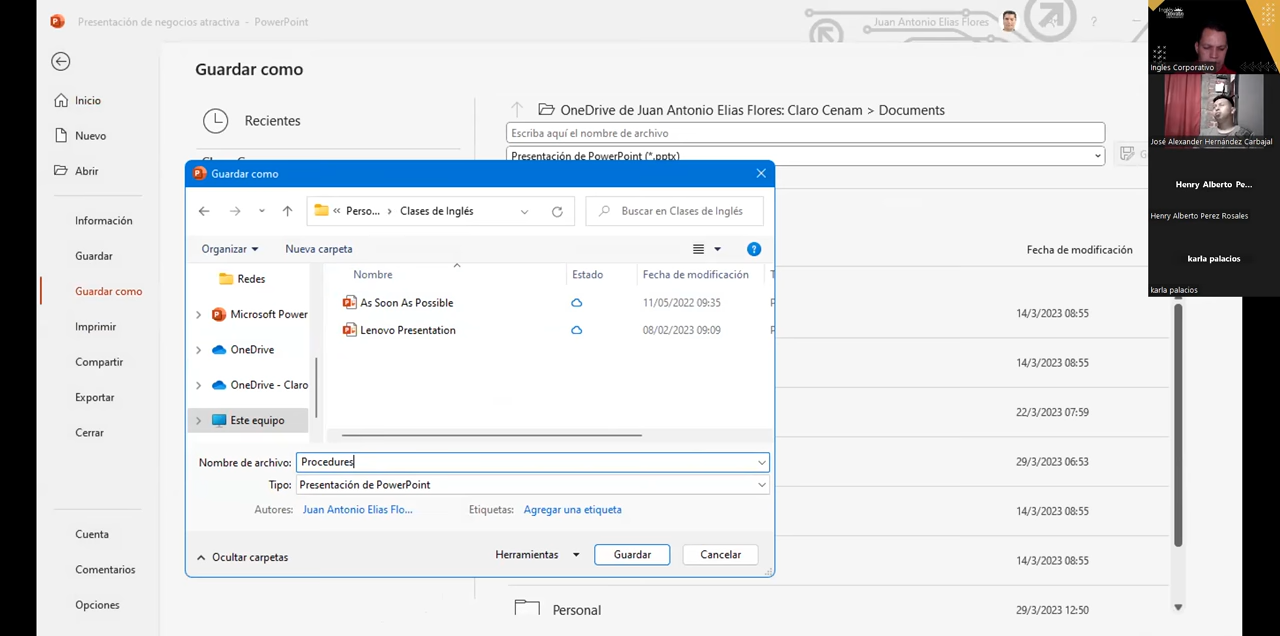 Presentación de negocios atractiva - PowerPoint
Juan Antonio Elias Flores
?
Guardar como
Inicio
Nuevo
Abrir
Información
Guardar
Guardar como
Imprimir
Compartir
Exportar
Cerrar
Cuenta
Comentarios
Opciones
Recientes
OneDrive de Juan Antonio Elias Flores: Claro Cenam > Documents
Escriba aquí el nombre de archivo
Presentación de PowerPoint (*.pptx)
Fecha de modificación
14/3/2023 08:55
14/3/2023 08:55
22/3/2023 07:59
29/3/2023 06:53
14/3/2023 08:55
14/3/2023 08:55
Personal
29/3/2023 12:50
Guardar como
« Perso... > Clases de Inglés
Buscar en Clases de Inglés
Organizar
Nueva carpeta
?
Redes
Microsoft Power
OneDrive
OneDrive - Claro
Este equipo
Nombre
Estado
Fecha de modificación
As Soon As Possible
11/05/2022 09:35
Lenovo Presentation
08/02/2023 09:09
Nombre de archivo: Procedures
Tipo: Presentación de PowerPoint
Autores: Juan Antonio Elias Flo...
Etiquetas: Agregar una etiqueta
Ocultar carpetas
Herramientas
Guardar
Cancelar
Ingles Corporativo
José Alexander Hernández Carbajal
Henry Alberto Pe...
Henry Alberto Perez Rosales
karla palacios
karla palacios